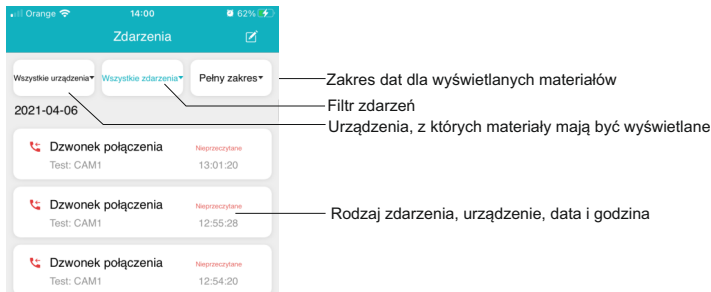 Orange 14:00 62%
Zdarzenia
Wszystkie urządzenia Wszystkie zdarzenia Pełny zakres
Zakres dat dla wyświetlanych materiałów
Filtr zdarzeń
2021-04-06
Urządzenia, z których materiały mają być wyświetlane
Dzwonek połączenia Nieprzeczytane
Test: CAM1 13:01:20
Dzwonek połączenia Nieprzeczytane
Rodzaj zdarzenia, urządzenie, data i godzina
Test: CAM1 12:55:28
Dzwonek połączenia Nieprzeczytane
Test: CAM1 12:54:20